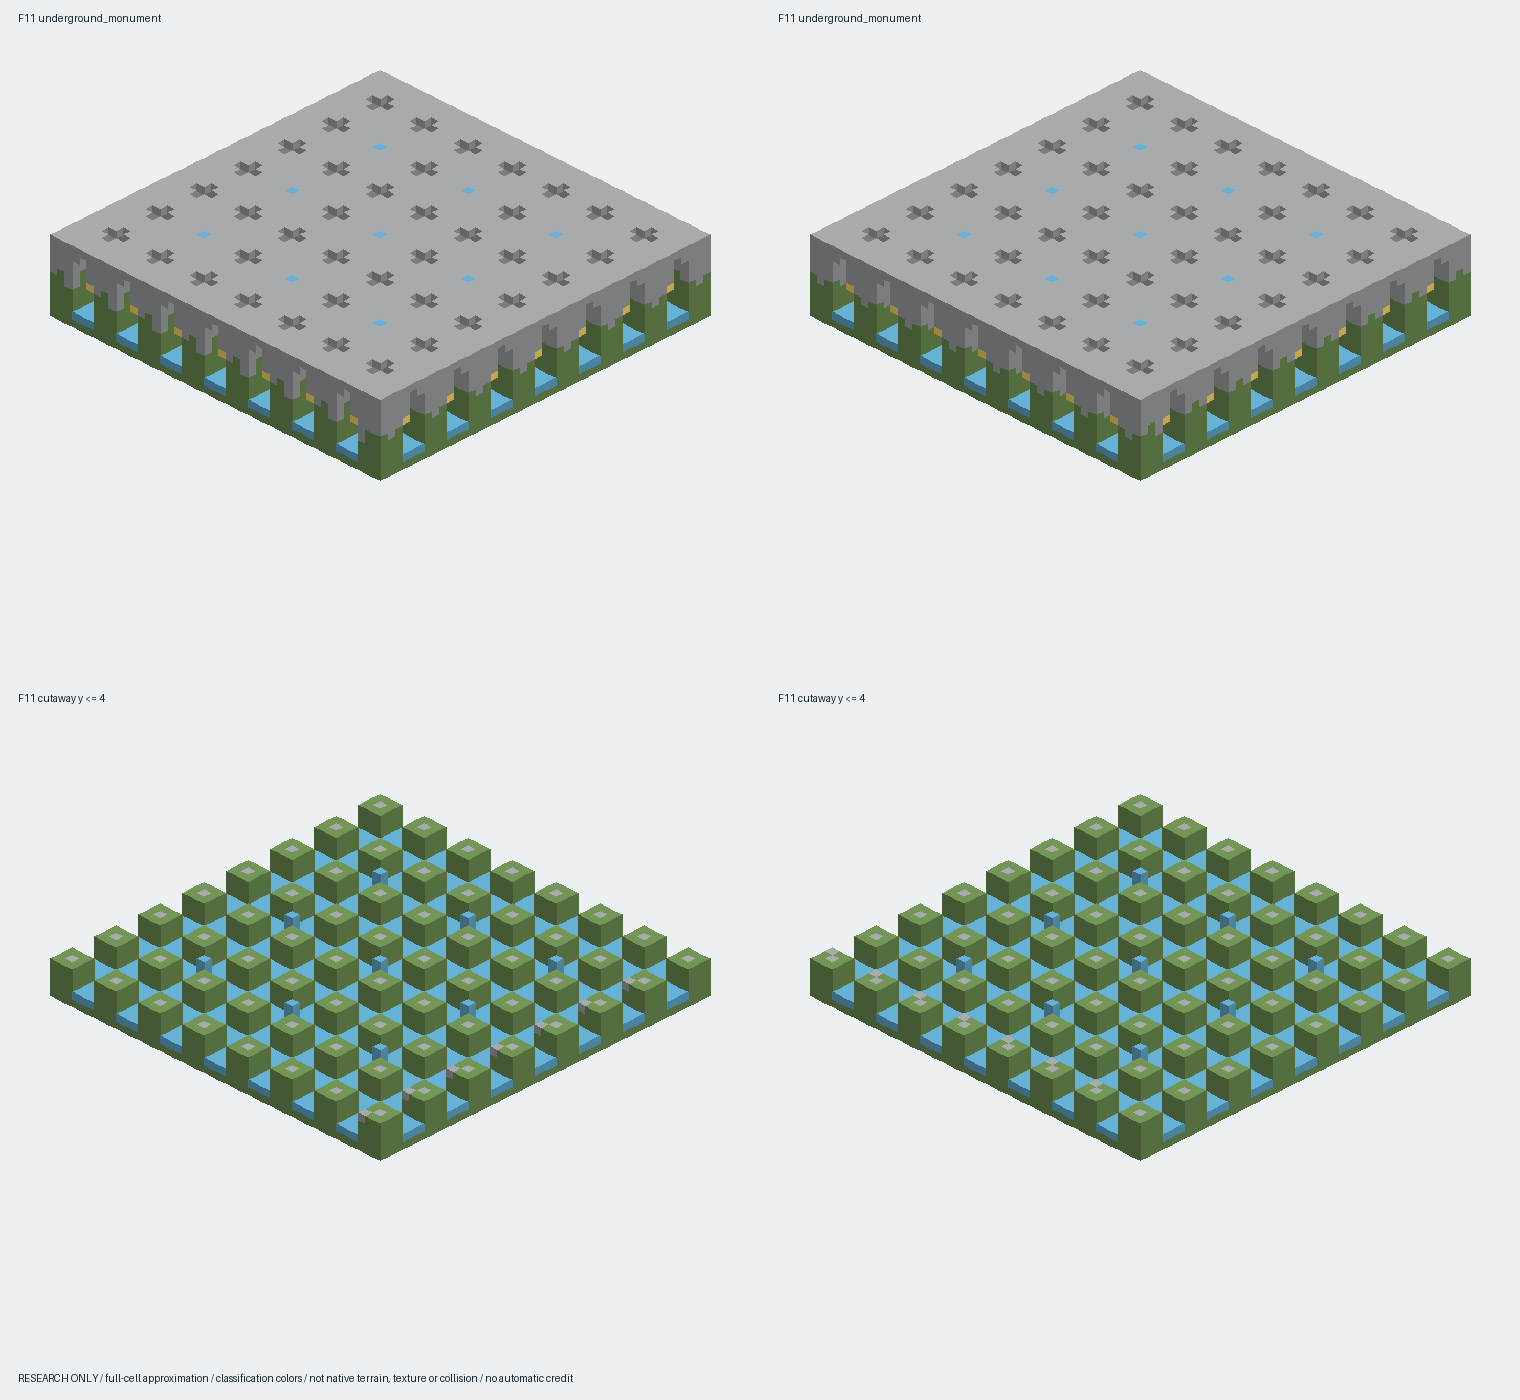 F11 underground_monument
F11 underground_monument
F11 cutaway y <= 4
F11 cutaway y <= 4
RESEARCH ONLY / full-cell approximation / classification colors / not native terrain, texture or collision / no automatic credit